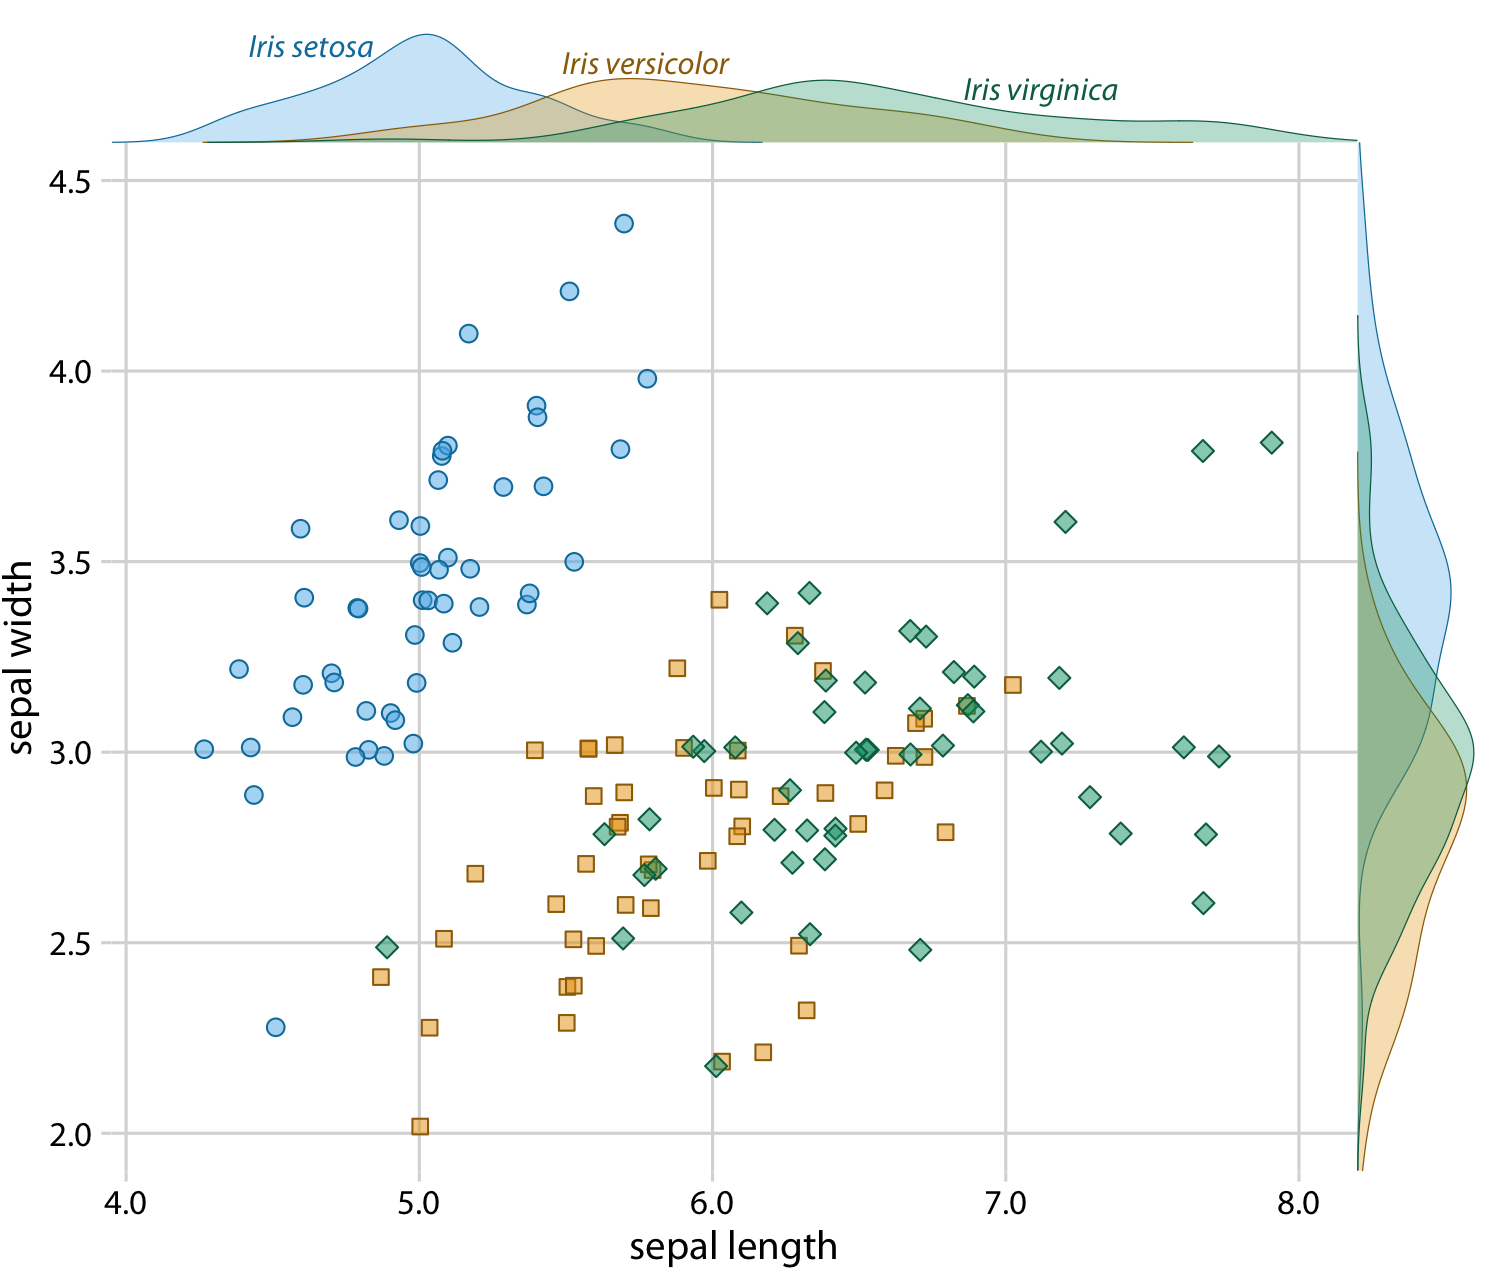 Iris setosa
Iris versicolor
Iris virginica
4.5
4.0
3.5
3.0
2.5
2.0
sepal width
4.0 5.0 6.0 7.0 8.0
sepal length